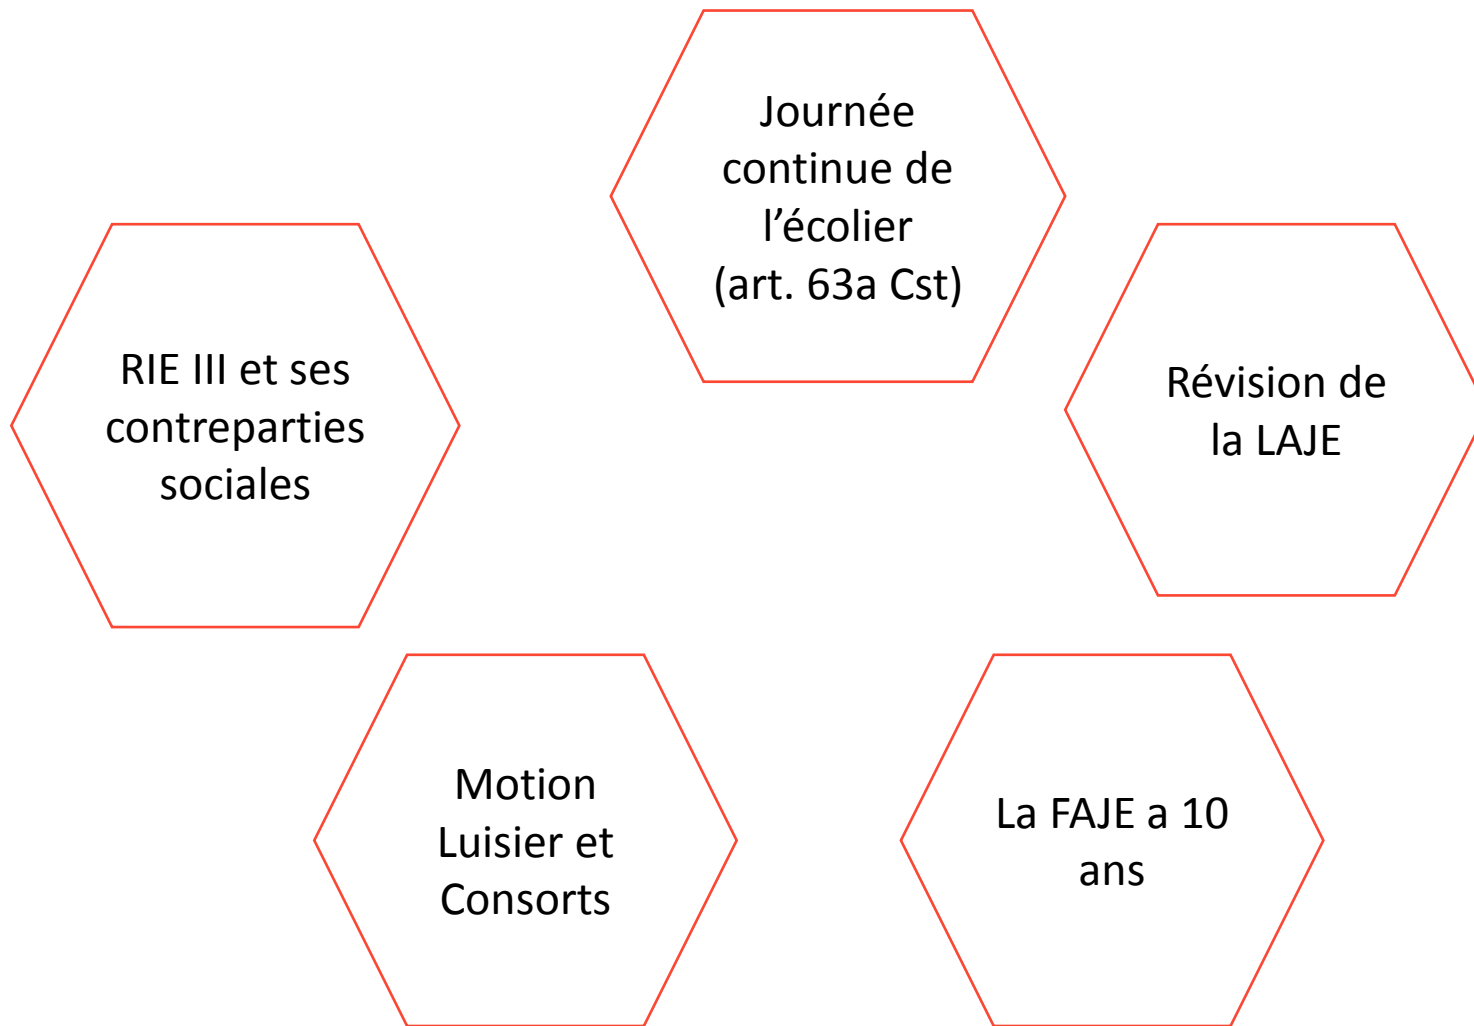 Journée
continue de
l’écolier
(art. 63a Cst)
RIE III et ses
contreparties
sociales
Révision de
la LAJE
Motion
Luisier et
Consorts
La FAJE a 10
ans